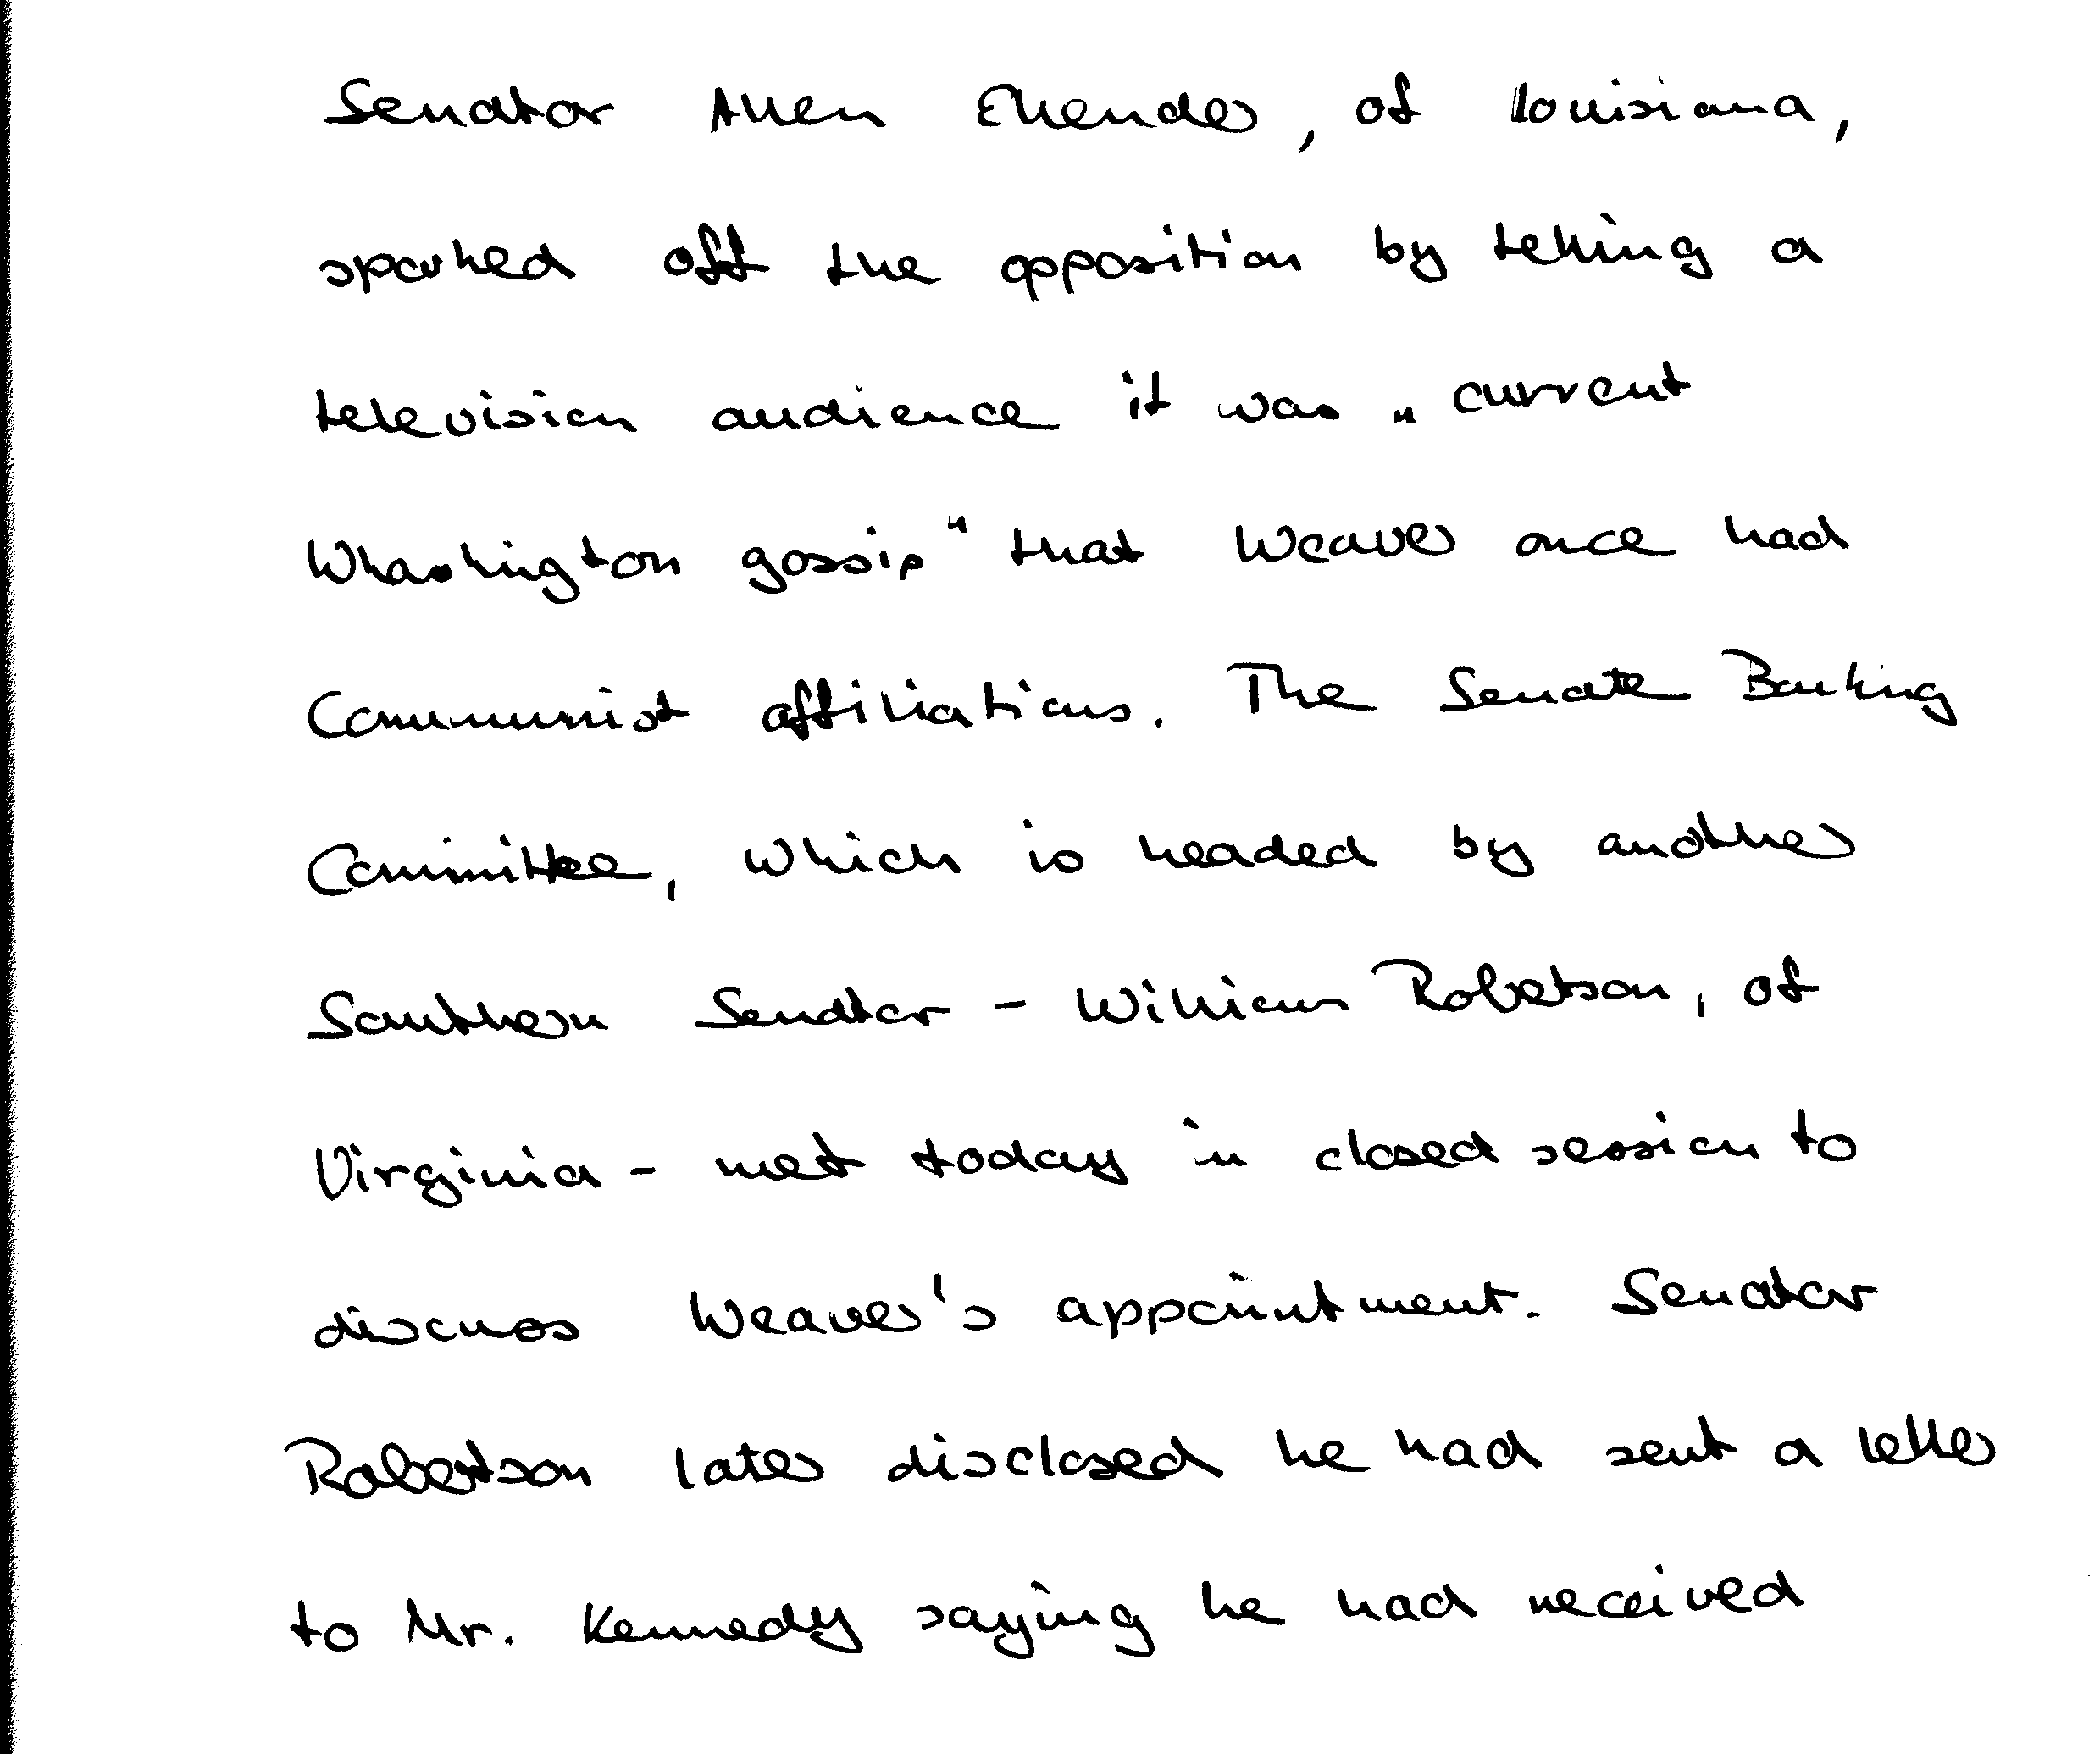 Senator Allen Ellender, of Louisiana,
sparked off the opposition by telling a
television audience it was "current
Whashington gossip" that Weaver once had
Communist affiliations. The Senate Banking
Committee, which is headed by another
Southern Senator - William Robertson, of
Virginia - met today in closed session to
discuss Weaver's appointment. Senator
Robertson later disclosed he had sent a letter
to Mr. Kennedy saying he had received